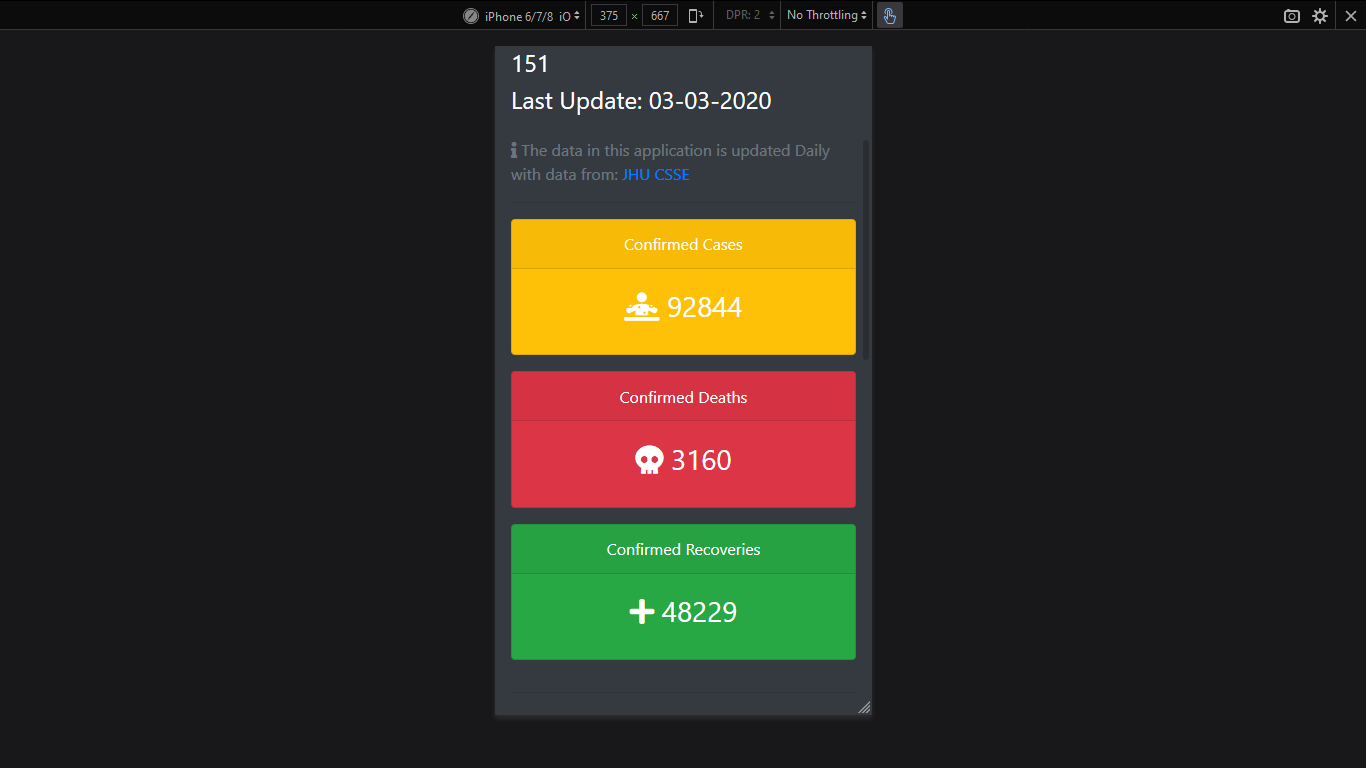 iPhone 6/7/8 iO 375 × 667 DPR: 2 No Throttling
151
Last Update: 03-03-2020
The data in this application is updated Daily
with data from: JHU CSSE
Confirmed Cases
92844
Confirmed Deaths
3160
Confirmed Recoveries
48229